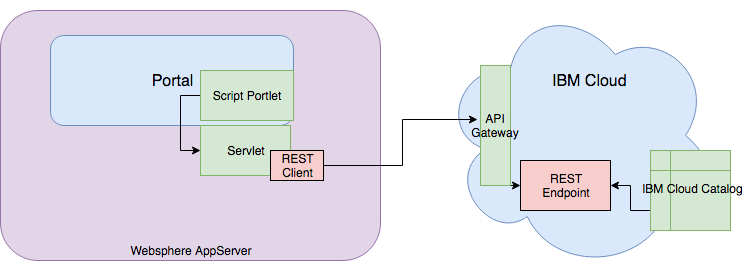 Portal
Script Portlet
Servlet
REST
Client
Websphere AppServer
IBM Cloud
API
Gateway
REST
Endpoint
IBM Cloud Catalog